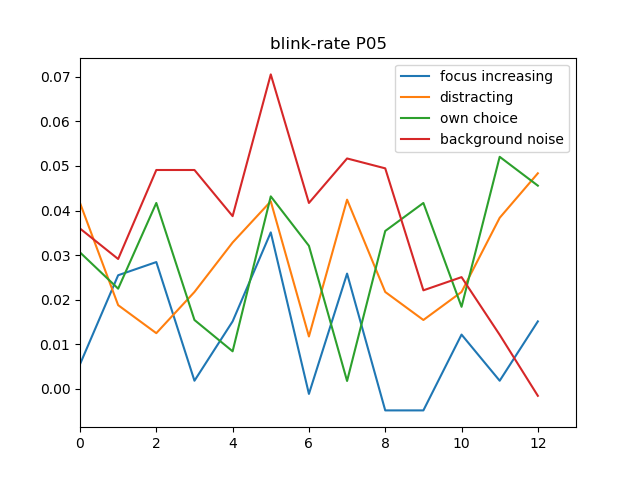 blink-rate P05
focus increasing
distracting
own choice
background noise
0.07
0.06
0.05
0.04
0.03
0.02
0.01
0.00
0 2 4 6 8 10 12